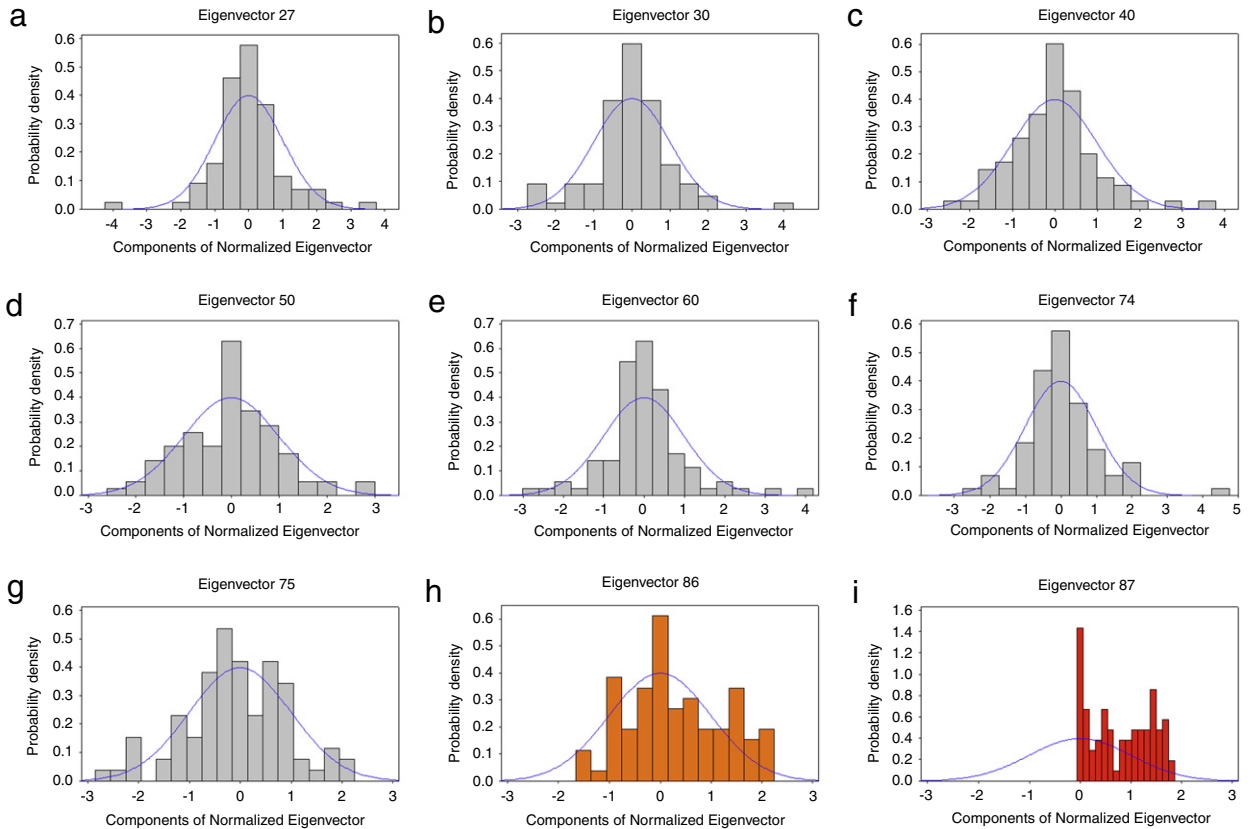 a
Eigenvector 27
Probability density
0.6
0.5
0.4
0.3
0.2
0.1
0.0
-4 -3 -2 -1 0 1 2 3 4
Components of Normalized Eigenvector
b
Eigenvector 30
Probability density
0.6
0.5
0.4
0.3
0.2
0.1
0.0
-3 -2 -1 0 1 2 3 4
Components of Normalized Eigenvector
c
Eigenvector 40
Probability density
0.6
0.5
0.4
0.3
0.2
0.1
0.0
-3 -2 -1 0 1 2 3 4
Components of Normalized Eigenvector
d
Eigenvector 50
Probability density
0.7
0.6
0.5
0.4
0.3
0.2
0.1
0.0
-3 -2 -1 0 1 2 3
Components of Normalized Eigenvector
e
Eigenvector 60
Probability density
0.7
0.6
0.5
0.4
0.3
0.2
0.1
0.0
-3 -2 -1 0 1 2 3 4
Components of Normalized Eigenvector
f
Eigenvector 74
Probability density
0.6
0.5
0.4
0.3
0.2
0.1
0.0
-3 -2 -1 0 1 2 3 4 5
Components of Normalized Eigenvector
g
Eigenvector 75
Probability density
0.6
0.5
0.4
0.3
0.2
0.1
0.0
-3 -2 -1 0 1 2 3
Components of Normalized Eigenvector
h
Eigenvector 86
Probability density
0.6
0.5
0.4
0.3
0.2
0.1
0.0
-3 -2 -1 0 1 2 3
Components of Normalized Eigenvector
i
Eigenvector 87
Probability density
1.6
1.4
1.2
1.0
0.8
0.6
0.4
0.2
0.0
-3 -2 -1 0 1 2 3
Components of Normalized Eigenvector